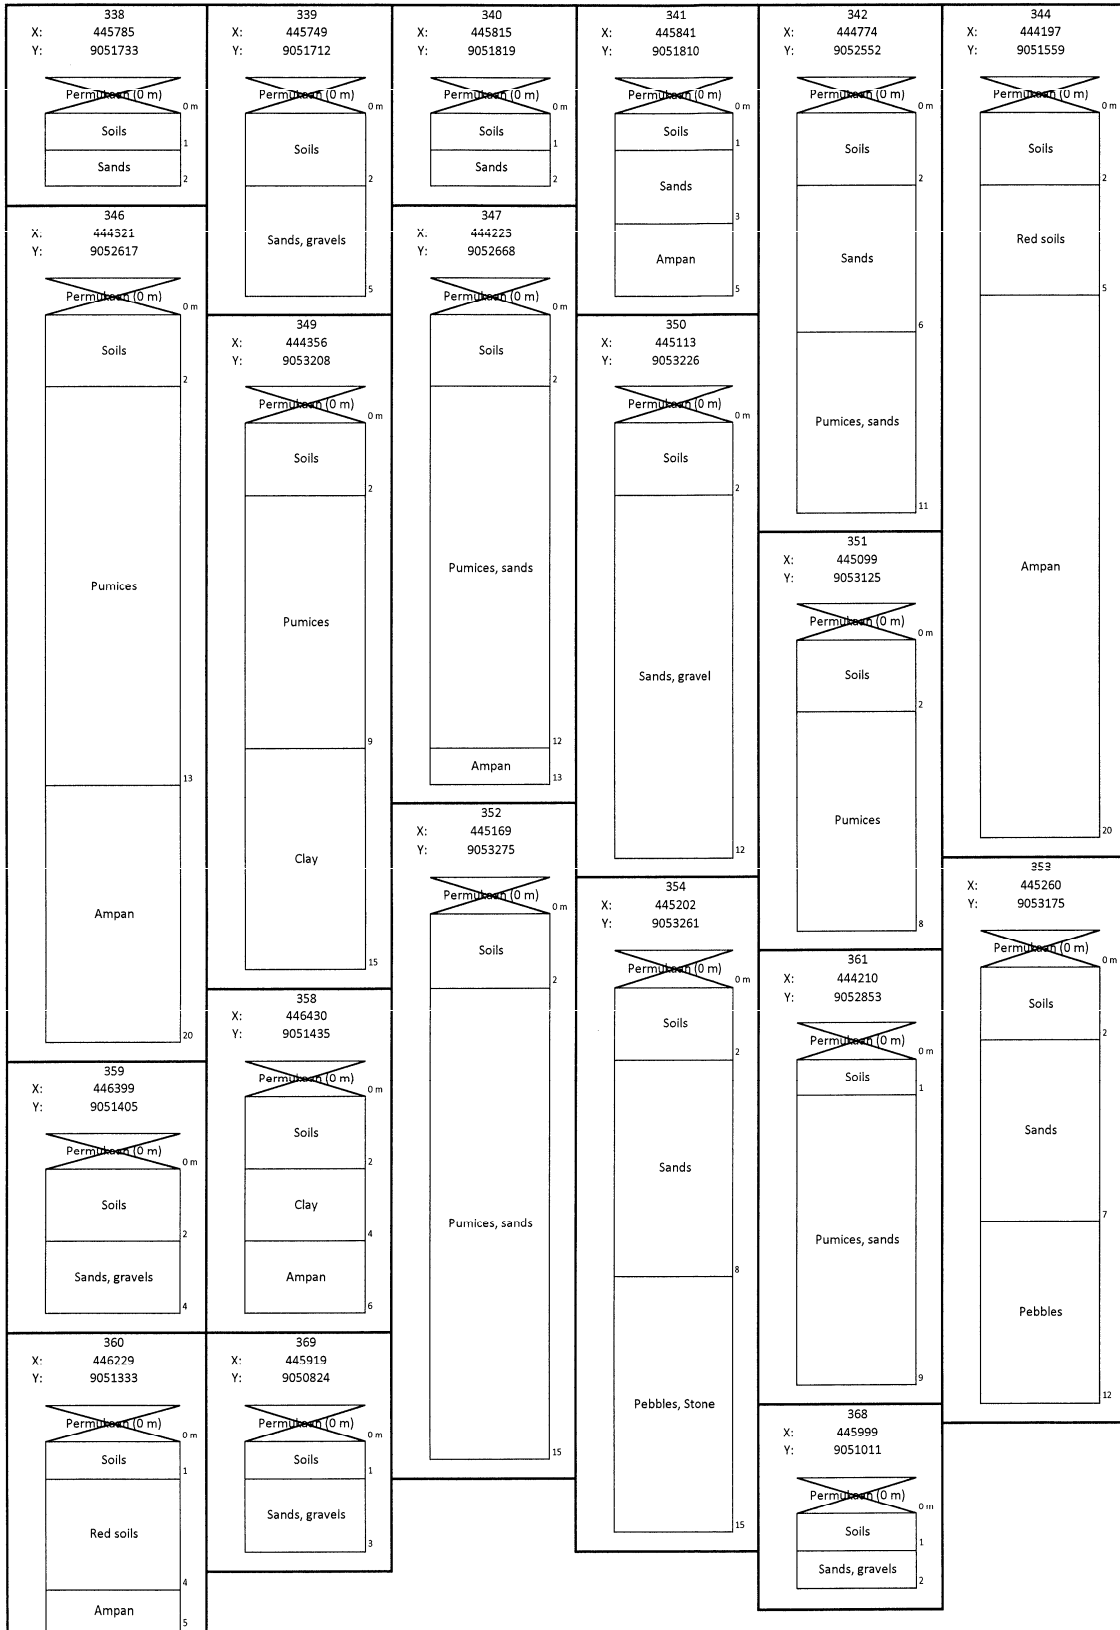 338
X: 445785
Y: 9051733
Permukaan (0 m)
0 m
Soils
1
Sands
2
339
X: 445749
Y: 9051712
Permukaan (0 m)
0 m
Soils
2
Sands, gravels
5
340
X: 445815
Y: 9051819
Permukaan (0 m)
0 m
Soils
1
Sands
2
341
X: 445841
Y: 9051810
Permukaan (0 m)
0 m
Soils
1
Sands
3
Ampan
5
342
X: 444774
Y: 9052552
Permukaan (0 m)
0 m
Soils
2
Sands
6
Pumices, sands
11
344
X: 444197
Y: 9051559
Permukaan (0 m)
0 m
Soils
2
Red soils
5
Ampan
20
346
X: 444321
Y: 9052617
Permukaan (0 m)
0 m
Soils
2
Pumices
13
Ampan
20
347
X: 444223
Y: 9052668
Permukaan (0 m)
0 m
Soils
2
Pumices, sands
12
Ampan
13
349
X: 444356
Y: 9053208
Permukaan (0 m)
0 m
Soils
2
Pumices
9
Clay
15
350
X: 445113
Y: 9053226
Permukaan (0 m)
0 m
Soils
2
Sands, gravel
12
351
X: 445099
Y: 9053125
Permukaan (0 m)
0 m
Soils
2
Pumices
8
352
X: 445169
Y: 9053275
Permukaan (0 m)
0 m
Soils
2
Pumices, sands
15
353
X: 445260
Y: 9053175
Permukaan (0 m)
0 m
Soils
2
Sands
7
Pebbles
12
354
X: 445202
Y: 9053261
Permukaan (0 m)
0 m
Soils
2
Sands
8
Pebbles, Stone
15
361
X: 444210
Y: 9052853
Permukaan (0 m)
0 m
Soils
1
Pumices, sands
9
358
X: 446430
Y: 9051435
Permukaan (0 m)
0 m
Soils
2
Clay
4
Ampan
6
359
X: 446399
Y: 9051405
Permukaan (0 m)
0 m
Soils
2
Sands, gravels
4
360
X: 446229
Y: 9051333
Permukaan (0 m)
0 m
Soils
1
Red soils
4
Ampan
5
369
X: 445919
Y: 9050824
Permukaan (0 m)
0 m
Soils
1
Sands, gravels
3
368
X: 445999
Y: 9051011
Permukaan (0 m)
0 m
Soils
1
Sands, gravels
2